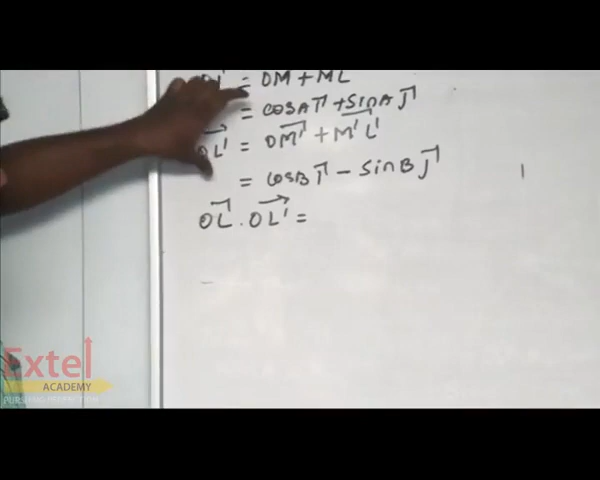 = OM + ML
= cosA i⃗ + sinA j⃗
OL' = OM' + M'L'
= cosB i⃗ - sinB j⃗
OL⃗ . OL'⃗ =
Extel
ACADEMY